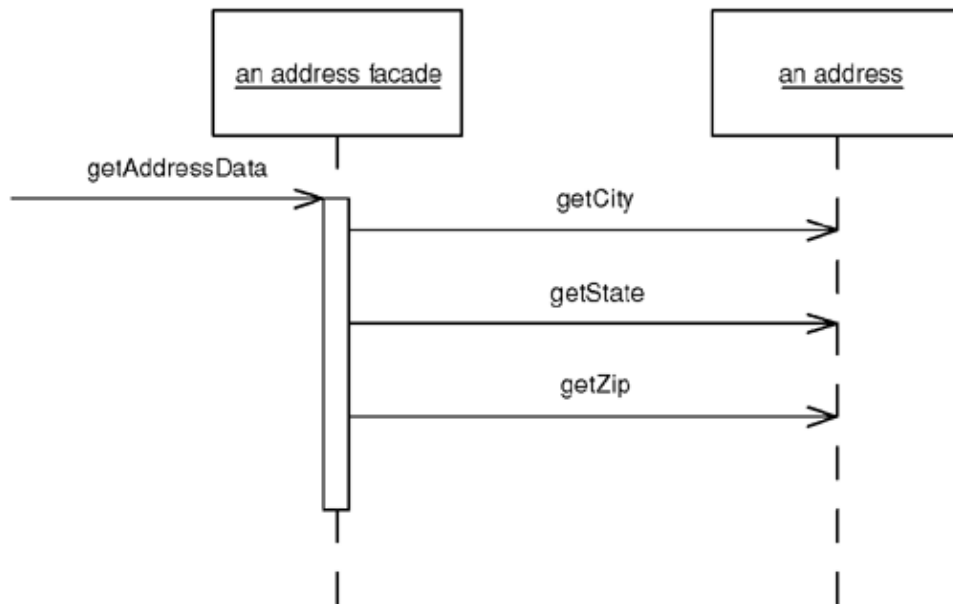 an address facade
an address
getAddressData
getCity
getState
getZip